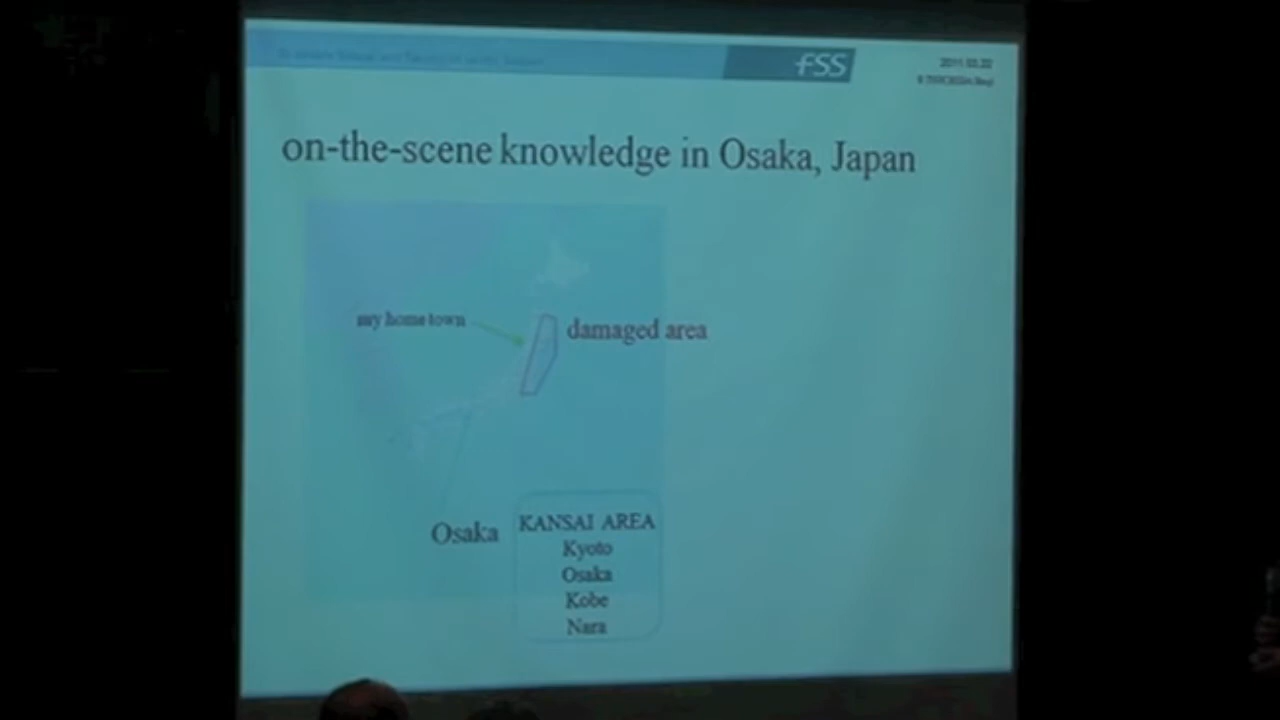 fSS
on-the-scene knowledge in Osaka, Japan
my home town
damaged area
Osaka
KANSAI AREA
Kyoto
Osaka
Kobe
Nara